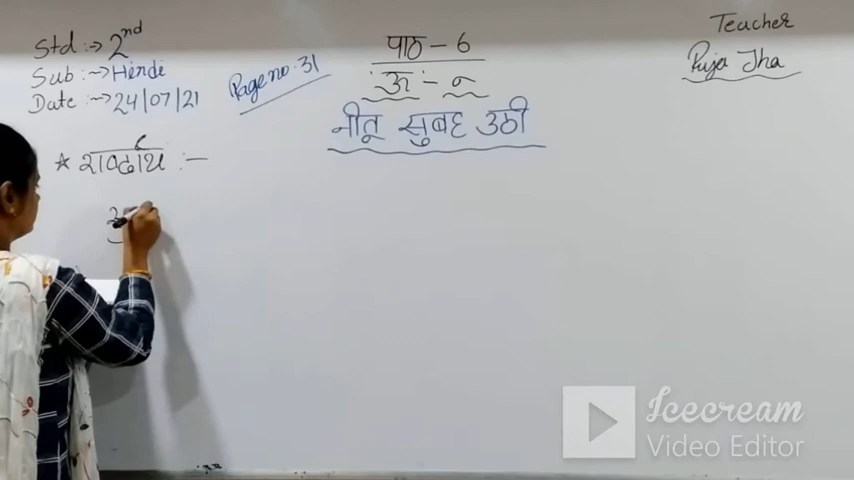 Std :-> 2nd
Sub :-> Hindi
Date :-> 24/07/21
Page no. 31
पाठ - 6
ऊ :- ू
नीतू सुबह उठी
Teacher
Puja Jha
★ शब्दार्थ :-
Icecream
Video Editor